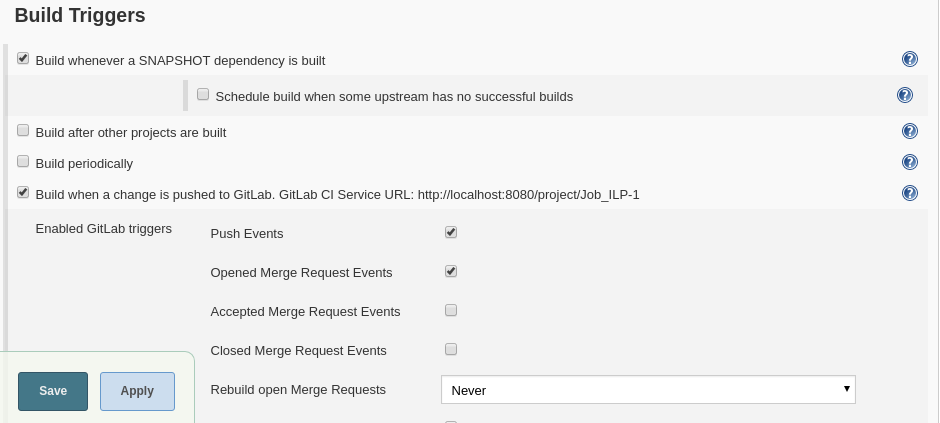 Build Triggers
Build whenever a SNAPSHOT dependency is built
Schedule build when some upstream has no successful builds
Build after other projects are built
Build periodically
Build when a change is pushed to GitLab. GitLab CI Service URL: http://localhost:8080/project/Job_ILP-1
Enabled GitLab triggers
Push Events
Opened Merge Request Events
Accepted Merge Request Events
Closed Merge Request Events
Rebuild open Merge Requests
Never
Save
Apply